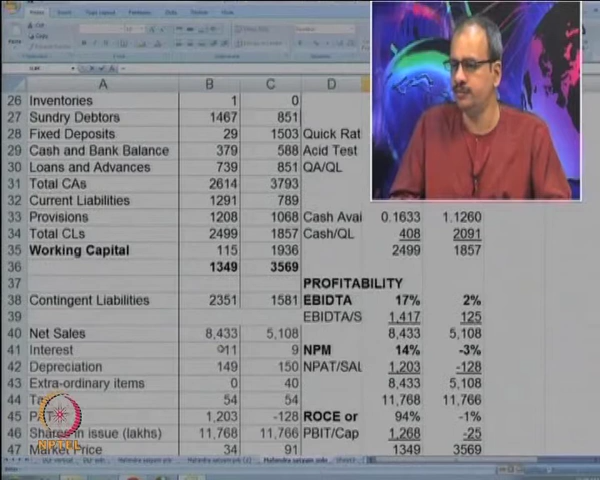 A B C D
26 Inventories 1 0
27 Sundry Debtors 1467 851
28 Fixed Deposits 29 1503 Quick Rat
29 Cash and Bank Balance 379 588 Acid Test
30 Loans and Advances 739 851 QA/QL
31 Total CAs 2614 3793
32 Current Liabilities 1291 789
33 Provisions 1208 1068 Cash Avai 0.1633 1.1260
34 Total CLs 2499 1857 Cash/QL 408 2091
35 Working Capital 115 1936 2499 1857
36 1349 3569
37 PROFITABILITY
38 Contingent Liabilities 2351 1581 EBIDTA 17% 2%
39 EBIDTA/S 1,417 125
40 Net Sales 8,433 5,108 8,433 5,108
41 Interest 911 9 NPM 14% -3%
42 Depreciation 149 150 NPAT/SAL 1,203 -128
43 Extra-ordinary items 0 40 8,433 5,108
44 54 54 11,768 11,766
45 1,203 -128 ROCE or 94% -1%
46 in issue (lakhs) 11,768 11,766 PBIT/Cap 1,268 -25
47 Market Price 34 91 1349 3569
NPTEL